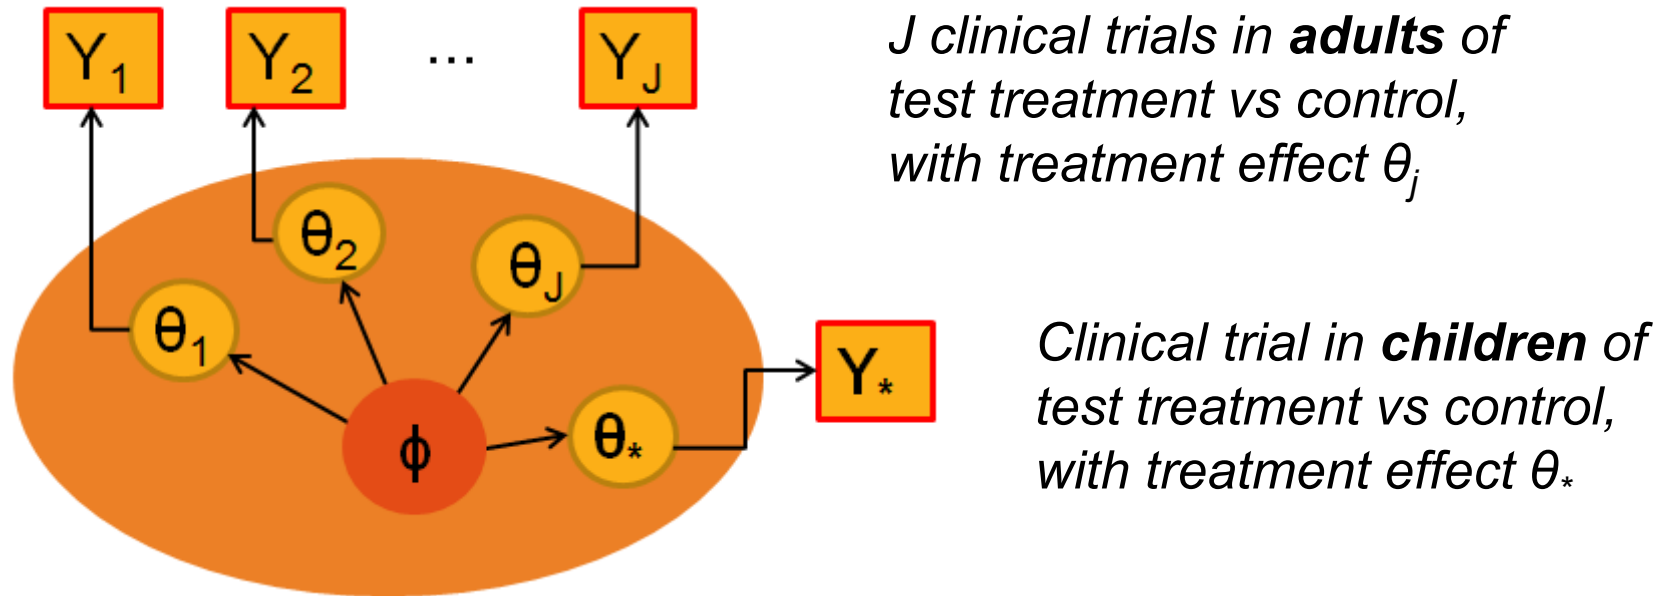 Y1 Y2 ... YJ
J clinical trials in adults of
test treatment vs control,
with treatment effect θj
θ2
θJ
θ1
Clinical trial in children of
test treatment vs control,
with treatment effect θ*
Y*
ϕ
θ*